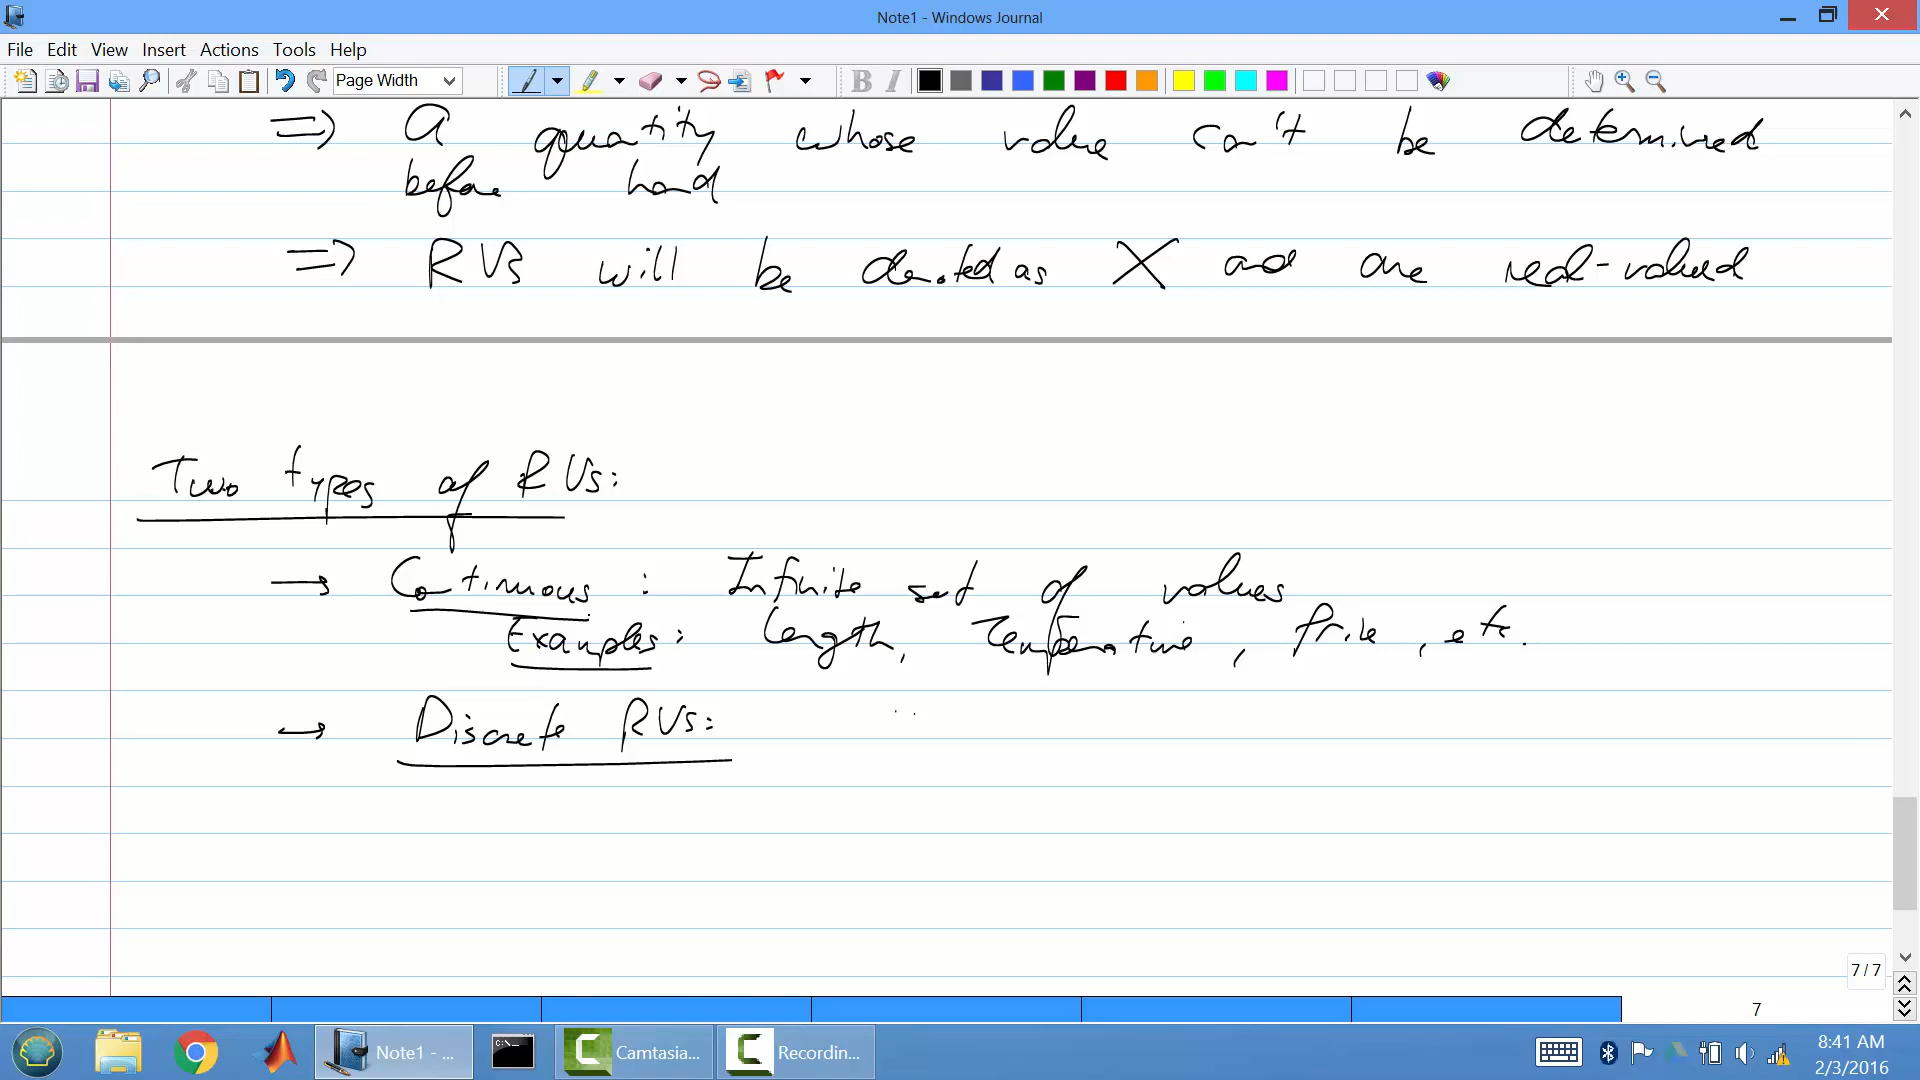 Note1 - Windows Journal
File Edit View Insert Actions Tools Help
Page Width
B I
⇒ A quantity whose value can't be determined
before hand
⇒ RVs will be denoted as X and are real-valued
Two types of RVs:
→ Continuous : Infinite set of values
Examples: Length, Temperature, Price, etc.
→ Discrete RVs:
7 / 7
7
Note1 - ...
C:\_
Camtasia...
Recordin...
8:41 AM
2/3/2016